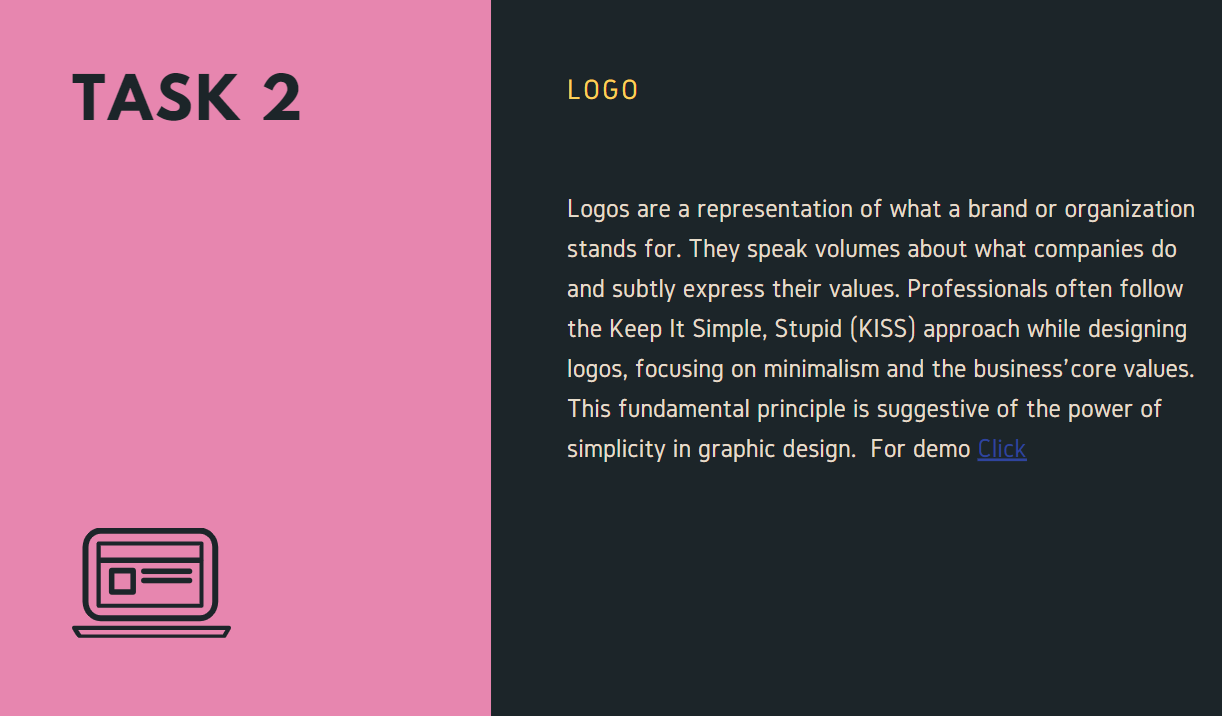 TASK 2
LOGO
Logos are a representation of what a brand or organization
stands for. They speak volumes about what companies do
and subtly express their values. Professionals often follow
the Keep It Simple, Stupid (KISS) approach while designing
logos, focusing on minimalism and the business’core values.
This fundamental principle is suggestive of the power of
simplicity in graphic design.  For demo Click